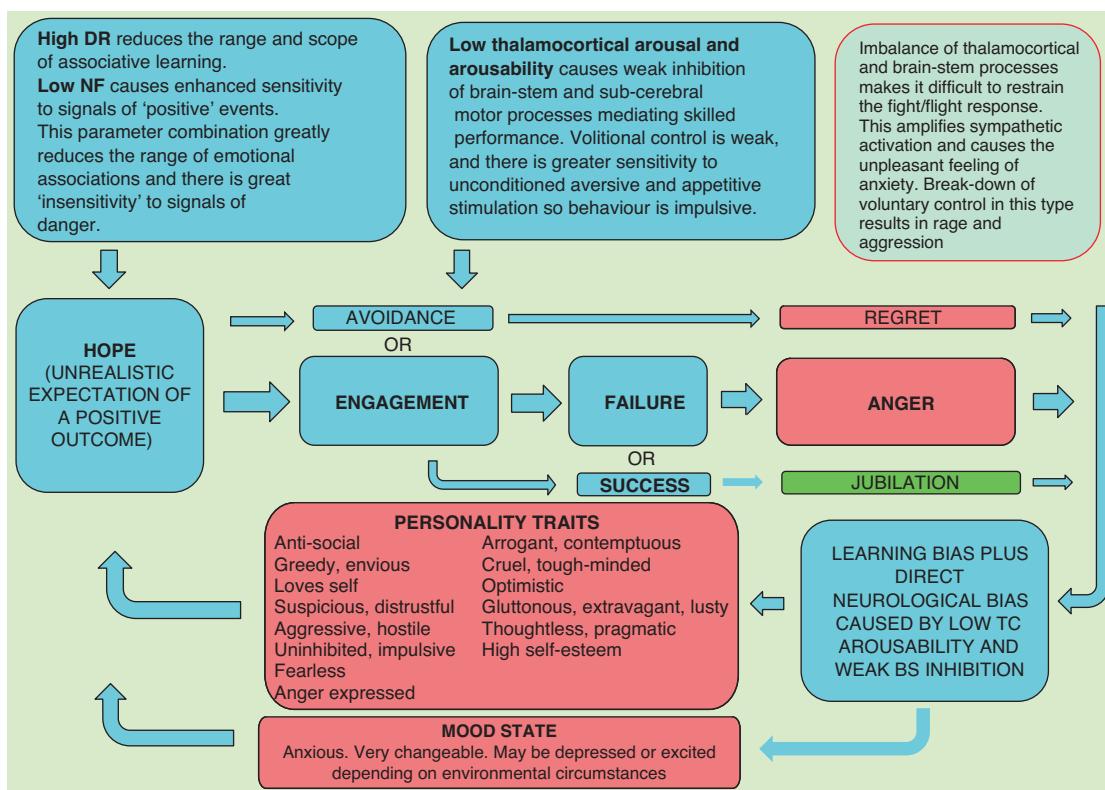 High DR reduces the range and scope
of associative learning.
Low NF causes enhanced sensitivity
to signals of ‘positive’ events.
This parameter combination greatly
reduces the range of emotional
associations and there is great
‘insensitivity’ to signals of
danger.
Low thalamocortical arousal and
arousability causes weak inhibition
of brain-stem and sub-cerebral
motor processes mediating skilled
performance. Volitional control is weak,
and there is greater sensitivity to
unconditioned aversive and appetitive
stimulation so behaviour is impulsive.
Imbalance of thalamocortical
and brain-stem processes
makes it difficult to restrain
the fight/flight response.
This amplifies sympathetic
activation and causes the
unpleasant feeling of
anxiety. Break-down of
voluntary control in this type
results in rage and
aggression
HOPE
(UNREALISTIC
EXPECTATION OF
A POSITIVE
OUTCOME)
AVOIDANCE
OR
ENGAGEMENT
FAILURE
OR
SUCCESS
REGRET
ANGER
JUBILATION
PERSONALITY TRAITS
Anti-social
Greedy, envious
Loves self
Suspicious, distrustful
Aggressive, hostile
Uninhibited, impulsive
Fearless
Anger expressed
Arrogant, contemptuous
Cruel, tough-minded
Optimistic
Gluttonous, extravagant, lusty
Thoughtless, pragmatic
High self-esteem
LEARNING BIAS PLUS
DIRECT
NEUROLOGICAL BIAS
CAUSED BY LOW TC
AROUSABILITY AND
WEAK BS INHIBITION
MOOD STATE
Anxious. Very changeable. May be depressed or excited
depending on environmental circumstances